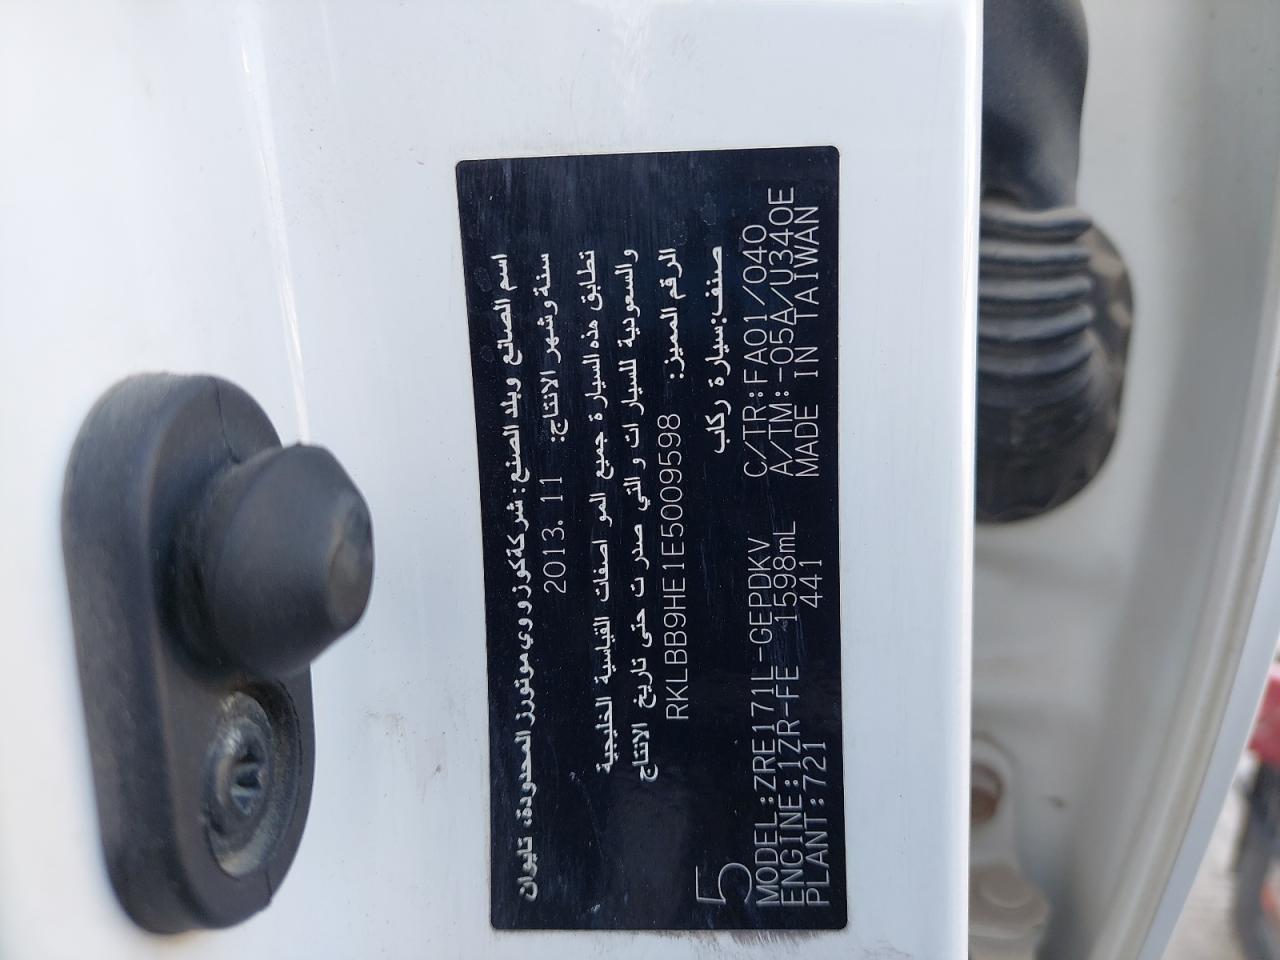 اسم الصانع وبلد الصنع: شركة كوزووي موتورز المحدودة، تايوان
سنة وشهر الانتاج: 2013.11
تطابق هذه السيارة جميع المواصفات القياسية الخليجية
والسعودية للسيارات والتي صدرت حتى تاريخ الانتاج
الرقم المميز: RKLBB9HE1E5009598
صنف: سيارة ركاب
5
MODEL:ZRE171L-GEPDKV C/TR:FA01/040
ENGINE:1ZR-FE 1598mL A/TM:-05A/U340E
PLANT:721 441 MADE IN TAIWAN